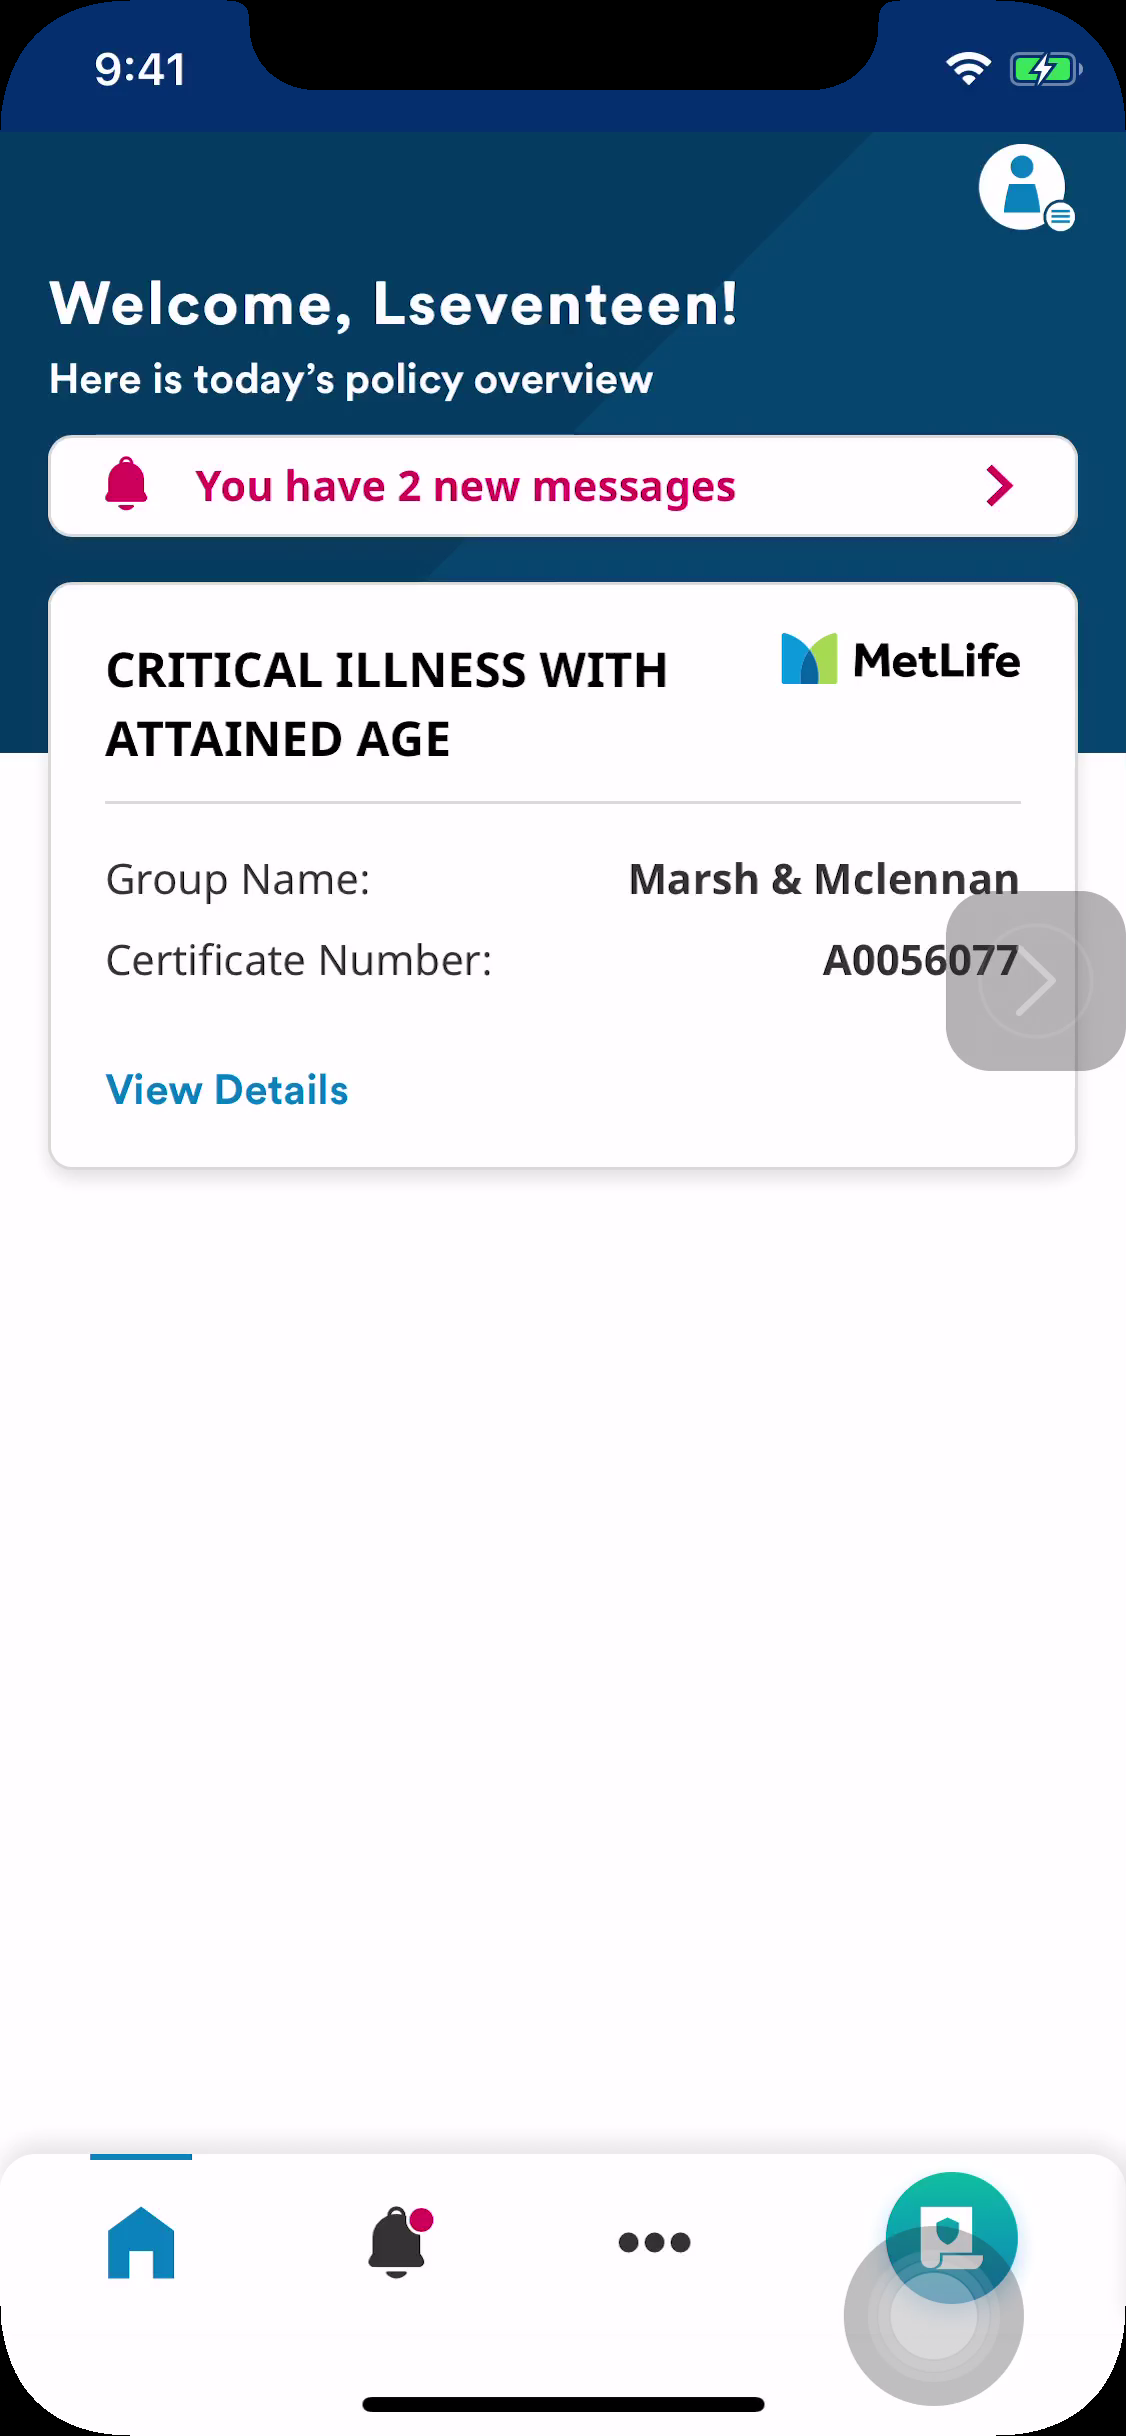 9:41
Welcome, Lseventeen!
Here is today’s policy overview
You have 2 new messages
CRITICAL ILLNESS WITH
ATTAINED AGE
MetLife
Group Name: Marsh & Mclennan
Certificate Number: A0056077
View Details